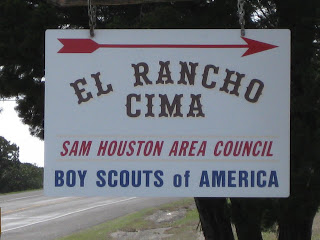 EL RANCHO
CIMA
SAM HOUSTON AREA COUNCIL
BOY SCOUTS of AMERICA